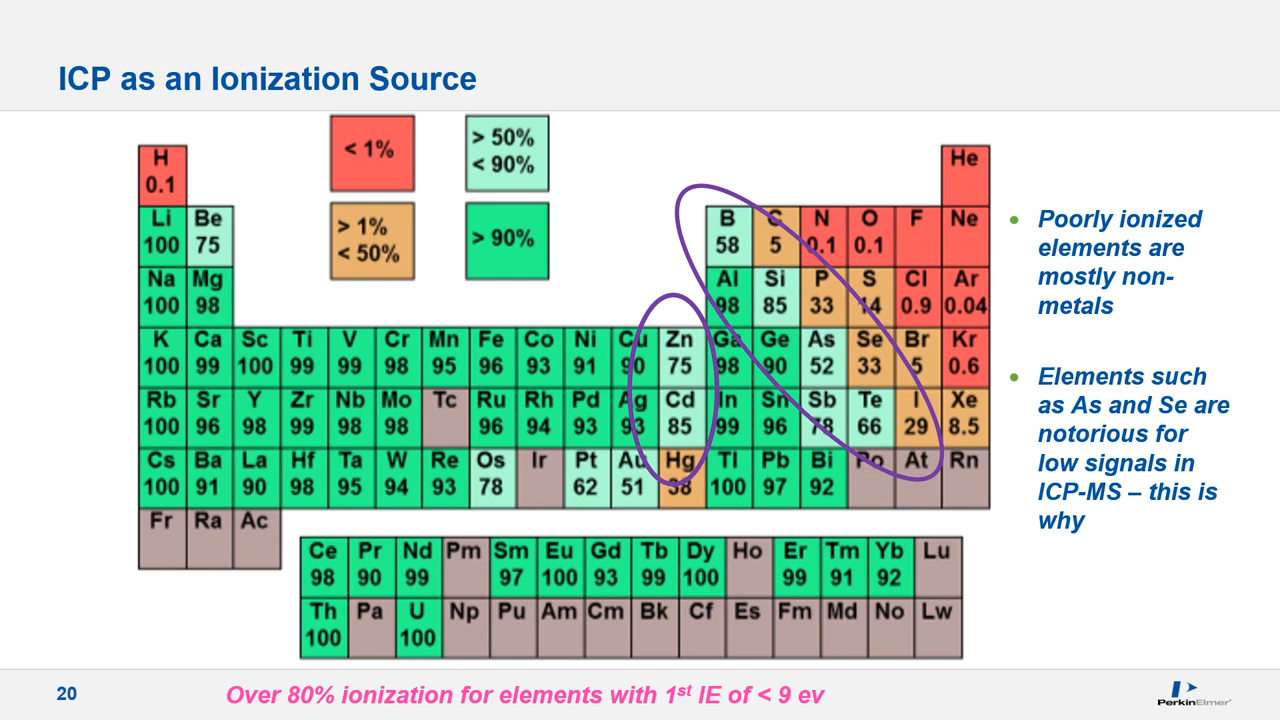 ICP as an Ionization Source
< 1%
> 50%
< 90%
> 1%
< 50%
> 90%
H He
0.1
Li Be B C N O F Ne
100 75 58 5 0.1 0.1
Na Mg Al Si P S Cl Ar
100 98 98 85 33 14 0.9 0.04
K Ca Sc Ti V Cr Mn Fe Co Ni Cu Zn Ga Ge As Se Br Kr
100 99 100 99 99 98 95 96 93 91 90 75 98 90 52 33 5 0.6
Rb Sr Y Zr Nb Mo Tc Ru Rh Pd Ag Cd In Sn Sb Te I Xe
100 96 98 99 98 98 96 94 93 93 85 99 96 78 66 29 8.5
Cs Ba La Hf Ta W Re Os Ir Pt Au Hg Tl Pb Bi Po At Rn
100 91 90 98 95 94 93 78 62 51 38 100 97 92
Fr Ra Ac
Ce Pr Nd Pm Sm Eu Gd Tb Dy Ho Er Tm Yb Lu
98 90 99 97 100 93 99 100 99 91 92
Th Pa U Np Pu Am Cm Bk Cf Es Fm Md No Lw
100 100
• Poorly ionized
elements are
mostly non-
metals
• Elements such
as As and Se are
notorious for
low signals in
ICP-MS – this is
why
20
Over 80% ionization for elements with 1st IE of < 9 ev
PerkinElmer